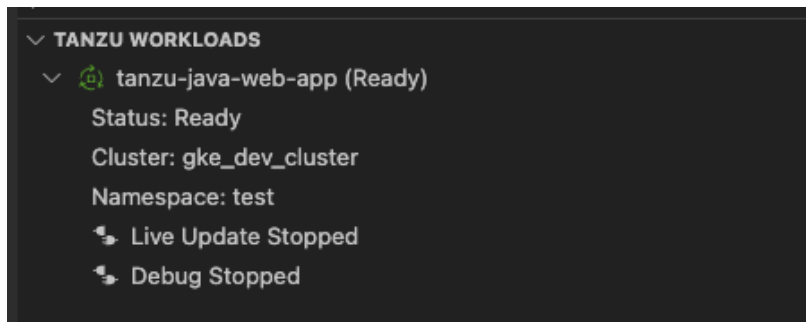 TANZU WORKLOADS
tanzu-java-web-app (Ready)
Status: Ready
Cluster: gke_dev_cluster
Namespace: test
Live Update Stopped
Debug Stopped